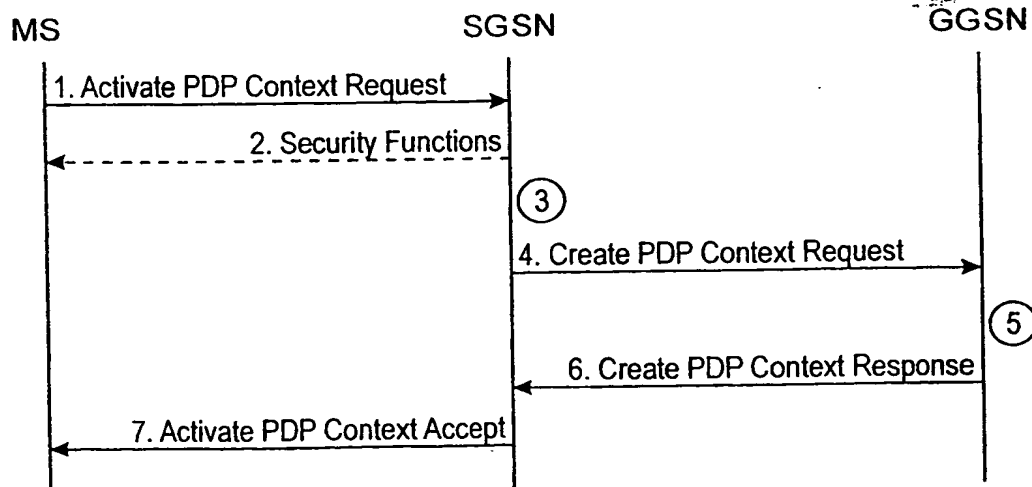 MS SGSN GGSN
1. Activate PDP Context Request
2. Security Functions
3
4. Create PDP Context Request
5
6. Create PDP Context Response
7. Activate PDP Context Accept